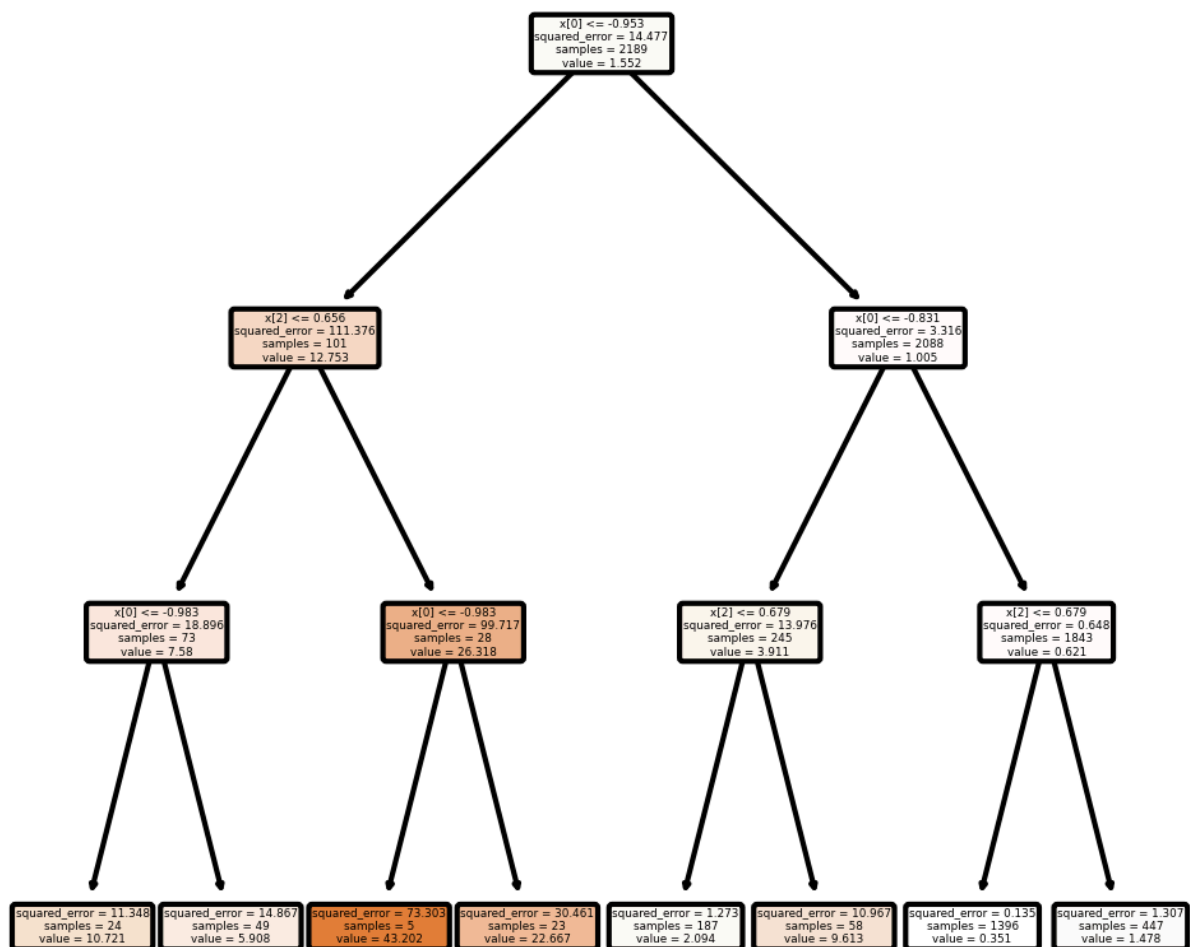 x[0] <= -0.953
squared_error = 14.477
samples = 2189
value = 1.552
x[2] <= 0.656
squared_error = 111.376
samples = 101
value = 12.753
x[0] <= -0.831
squared_error = 3.316
samples = 2088
value = 1.005
x[0] <= -0.983
squared_error = 18.896
samples = 73
value = 7.58
x[0] <= -0.983
squared_error = 99.717
samples = 28
value = 26.318
x[2] <= 0.679
squared_error = 13.976
samples = 245
value = 3.911
x[2] <= 0.679
squared_error = 0.648
samples = 1843
value = 0.621
squared_error = 11.348
samples = 24
value = 10.721
squared_error = 14.867
samples = 49
value = 5.908
squared_error = 73.303
samples = 5
value = 43.202
squared_error = 30.461
samples = 23
value = 22.667
squared_error = 1.273
samples = 187
value = 2.094
squared_error = 10.967
samples = 58
value = 9.613
squared_error = 0.135
samples = 1396
value = 0.351
squared_error = 1.307
samples = 447
value = 1.478